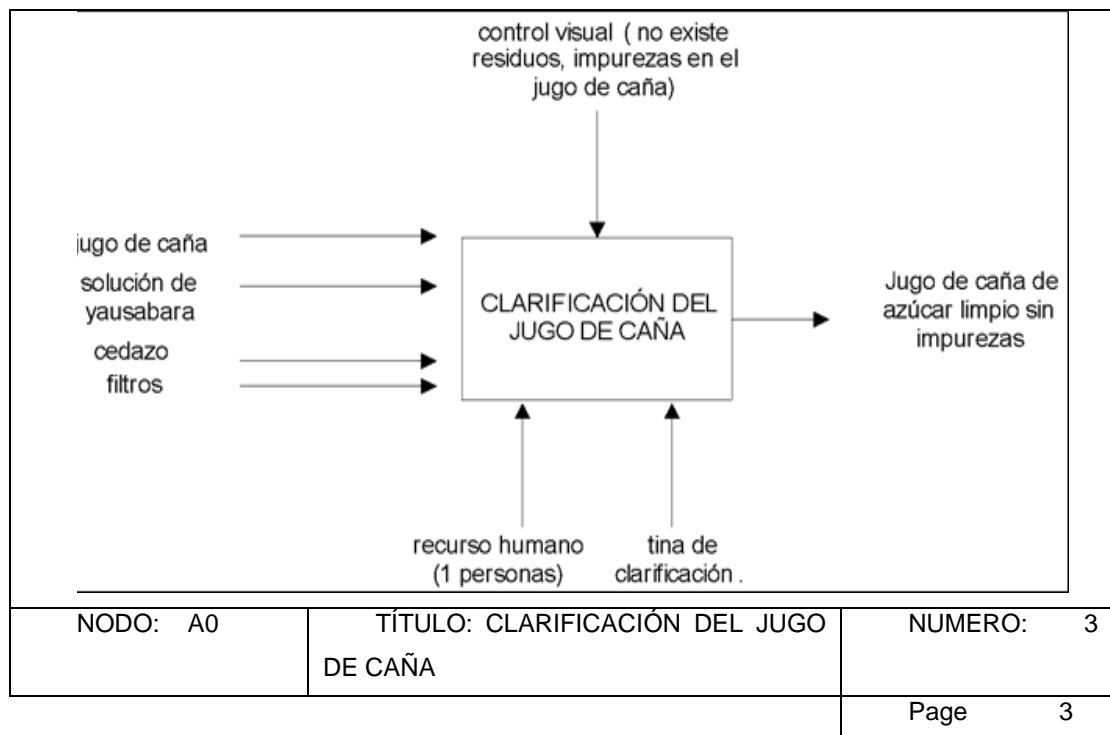 control visual ( no existe
residuos, impurezas en el
jugo de caña)
jugo de caña
solución de
yausabara
cedazo
filtros
CLARIFICACIÓN DEL
JUGO DE CAÑA
Jugo de caña de
azúcar limpio sin
impurezas
recurso humano
(1 personas)
tina de
clarificación .
NODO: A0
TÍTULO: CLARIFICACIÓN DEL JUGO
DE CAÑA
NUMERO: 3
Page 3